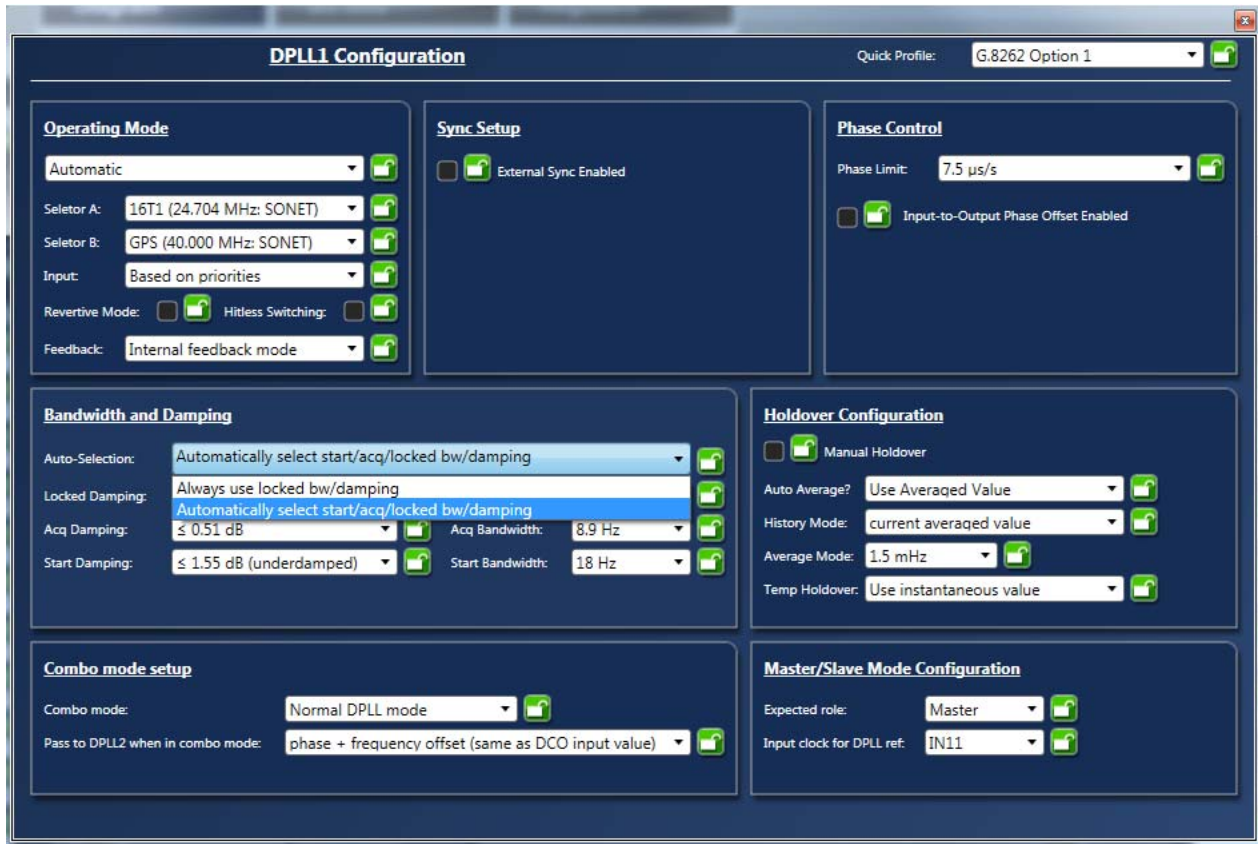 DPLL1 Configuration
Quick Profile: G.8262 Option 1
Operating Mode
Automatic
Seletor A: 16T1 (24.704 MHz: SONET)
Seletor B: GPS (40.000 MHz: SONET)
Input: Based on priorities
Revertive Mode: Hitless Switching:
Feedback: Internal feedback mode
Sync Setup
External Sync Enabled
Phase Control
Phase Limit: 7.5 µs/s
Input-to-Output Phase Offset Enabled
Bandwidth and Damping
Auto-Selection: Automatically select start/acq/locked bw/damping
Always use locked bw/damping
Locked Damping:
Automatically select start/acq/locked bw/damping
Acq Damping: ≤ 0.51 dB Acq Bandwidth: 8.9 Hz
Start Damping: ≤ 1.55 dB (underdamped) Start Bandwidth: 18 Hz
Holdover Configuration
Manual Holdover
Auto Average? Use Averaged Value
History Mode: current averaged value
Average Mode: 1.5 mHz
Temp Holdover: Use instantaneous value
Combo mode setup
Combo mode: Normal DPLL mode
Pass to DPLL2 when in combo mode: phase + frequency offset (same as DCO input value)
Master/Slave Mode Configuration
Expected role: Master
Input clock for DPLL ref: IN11